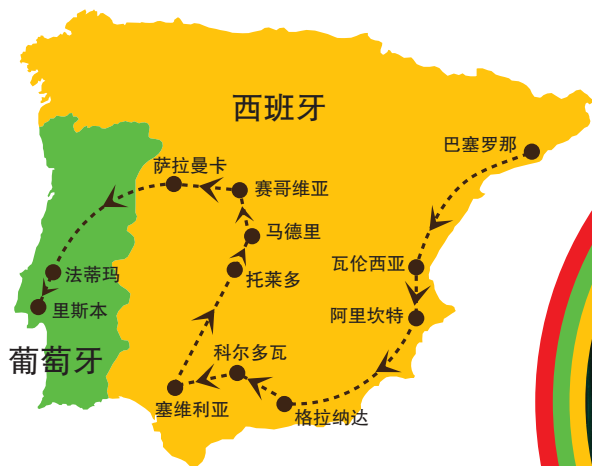 西班牙
巴塞罗那
萨拉曼卡
赛哥维亚
马德里
瓦伦西亚
法蒂玛
托莱多
里斯本
阿里坎特
葡萄牙
科尔多瓦
塞维利亚
格拉纳达